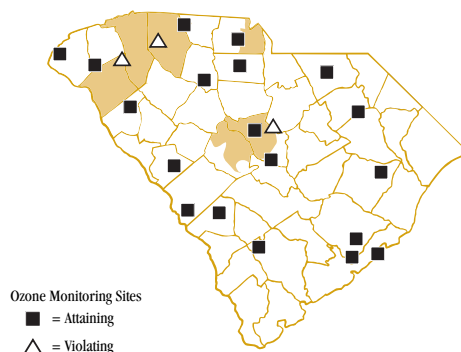 Ozone Monitoring Sites
= Attaining
= Violating